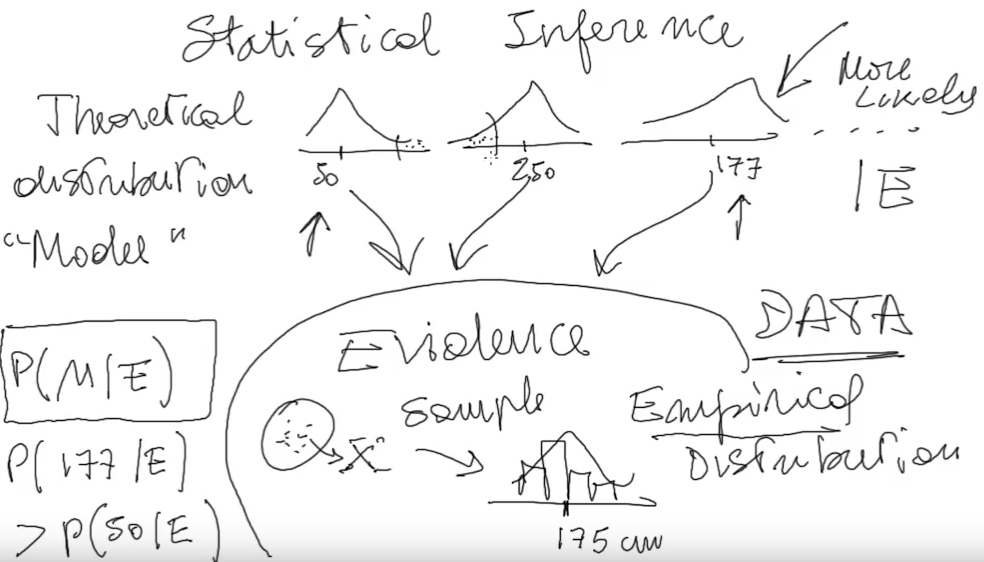 Statistical Inference
Theoretical distribution "Model"
50
250
177
More Likely
. . . .
| E
P(M|E)
P(177|E)
> P(50|E)
Evidence
DATA
sample
X
175 cm
Empirical
Distribution